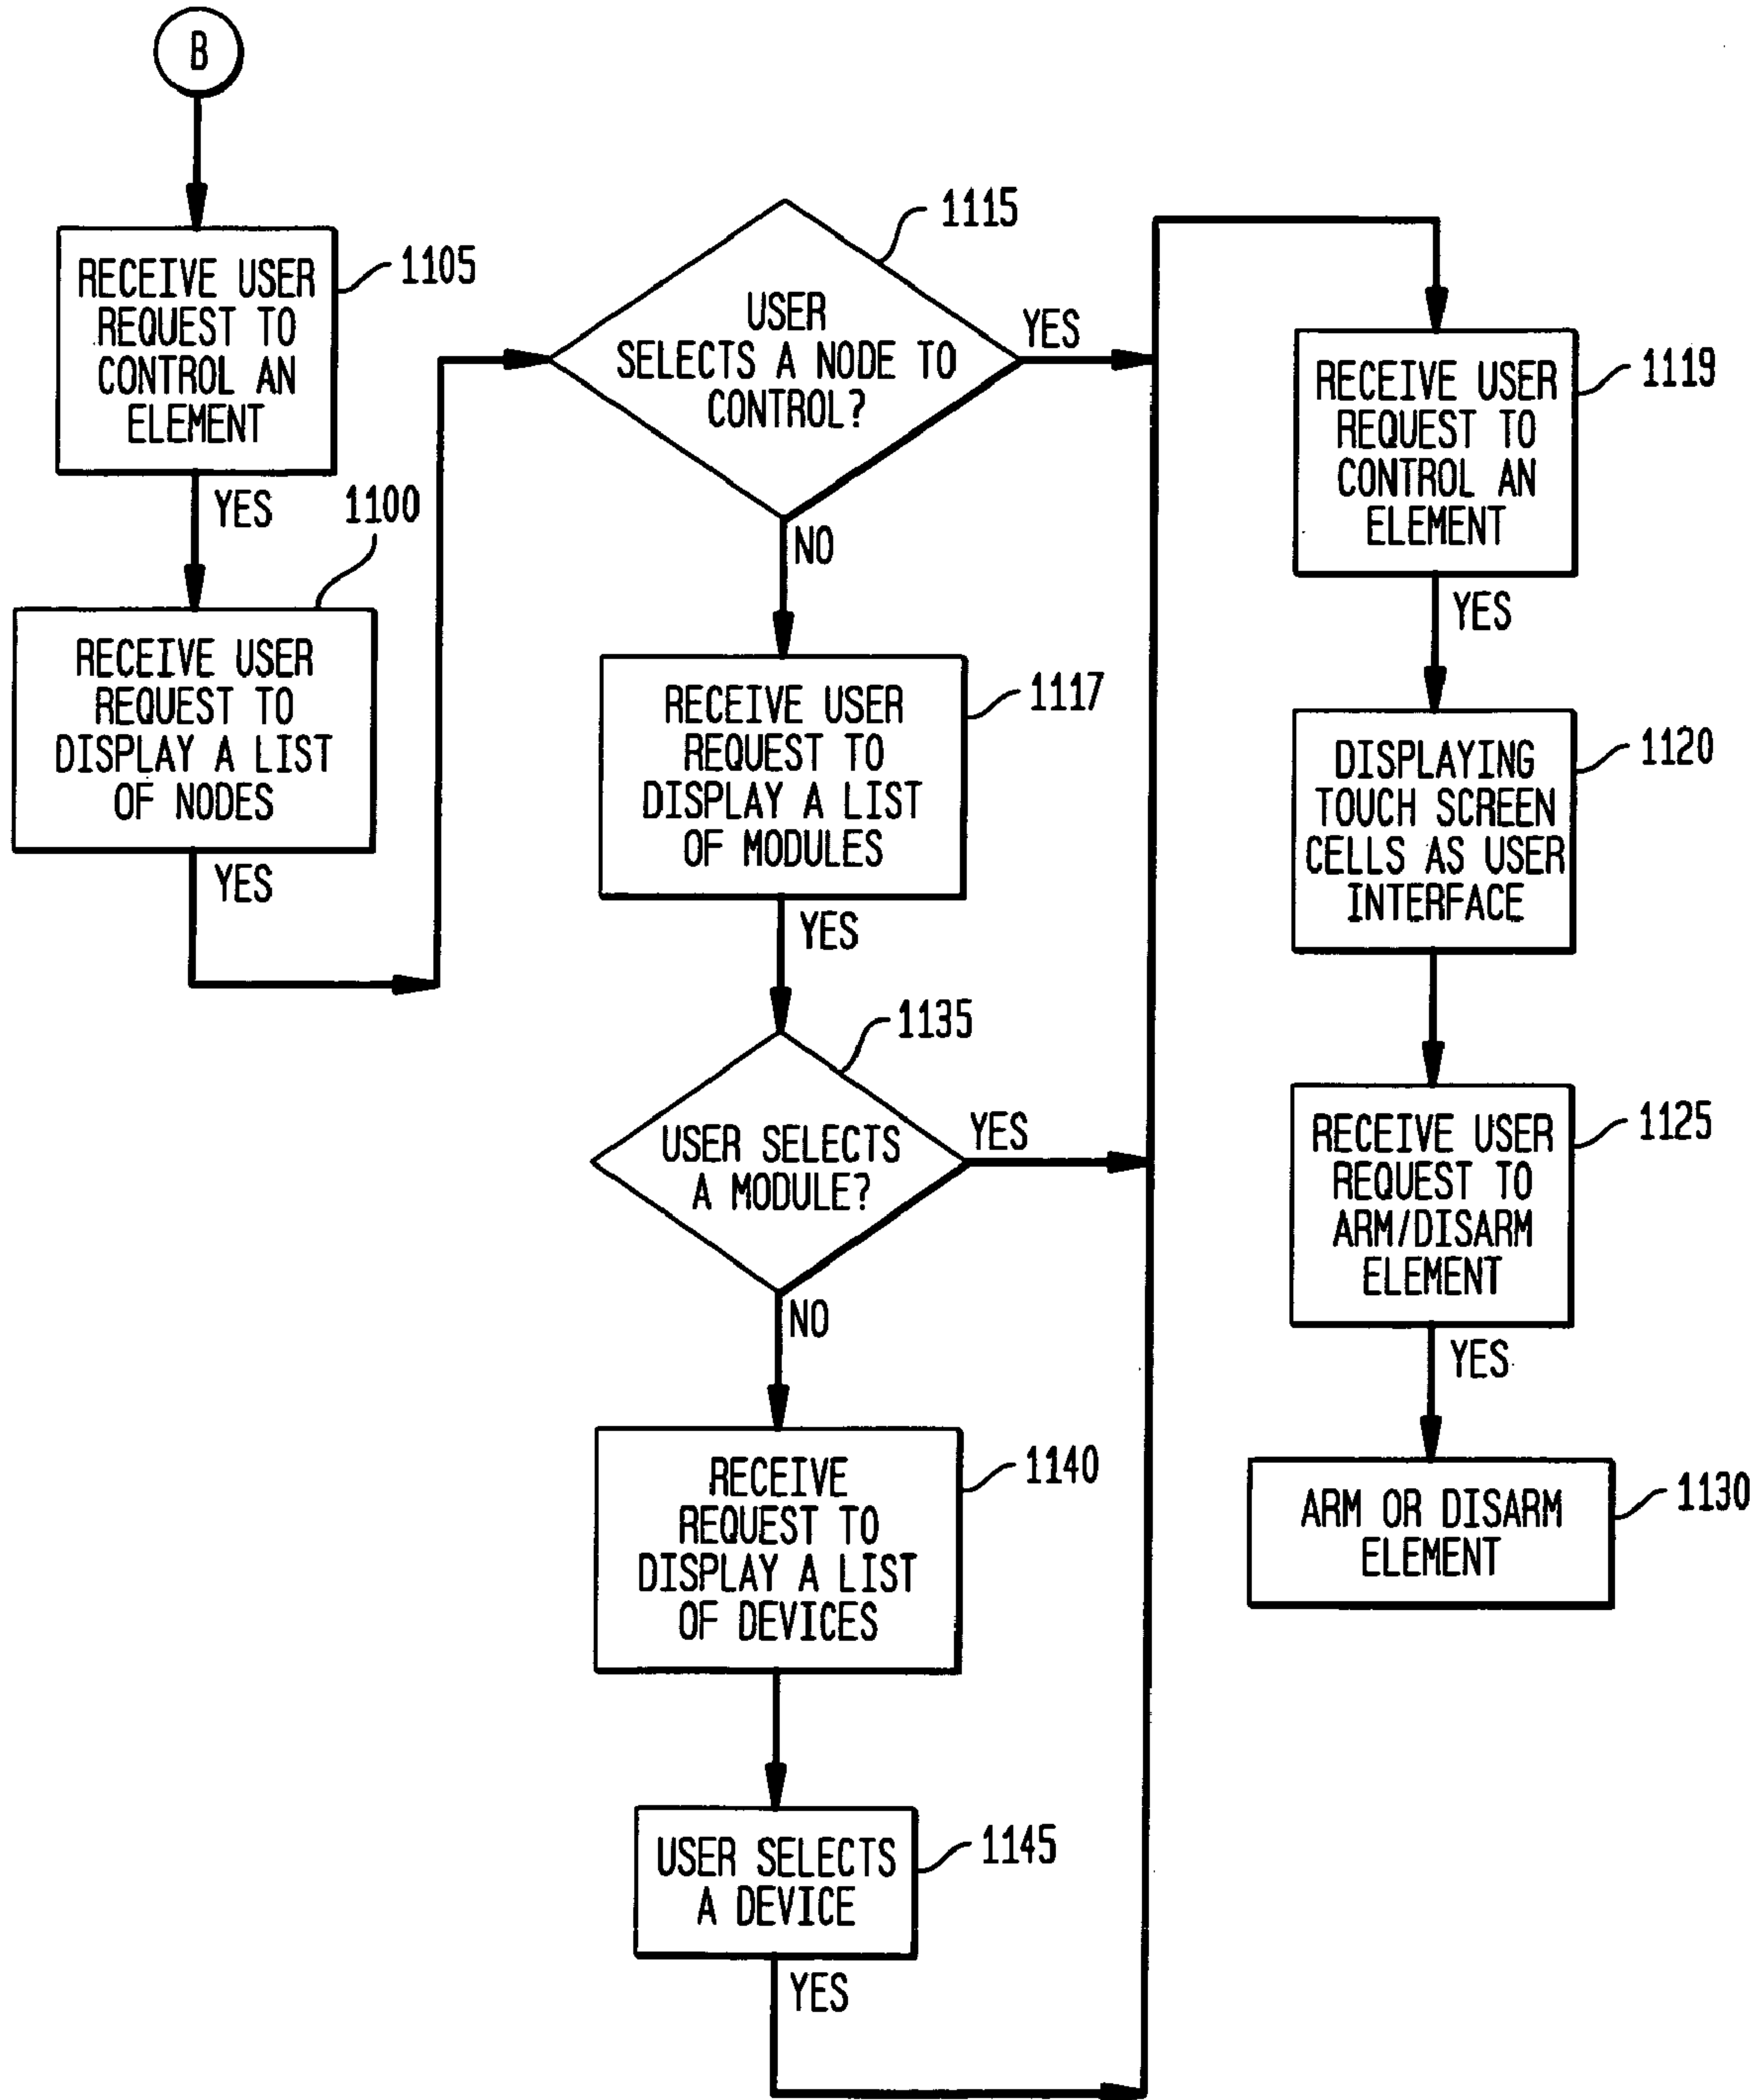 B
RECEIVE USER
REQUEST TO
CONTROL AN
ELEMENT
1105
YES
1100
RECEIVE USER
REQUEST TO
DISPLAY A LIST
OF NODES
YES
1115
USER
SELECTS A NODE TO
CONTROL?
YES
NO
RECEIVE USER
REQUEST TO
DISPLAY A LIST
OF MODULES
1117
YES
1135
USER SELECTS
A MODULE?
YES
NO
RECEIVE
REQUEST TO
DISPLAY A LIST
OF DEVICES
1140
USER SELECTS
A DEVICE
1145
YES
RECEIVE USER
REQUEST TO
CONTROL AN
ELEMENT
1119
YES
DISPLAYING
TOUCH SCREEN
CELLS AS USER
INTERFACE
1120
RECEIVE USER
REQUEST TO
ARM/DISARM
ELEMENT
1125
YES
ARM OR DISARM
ELEMENT
1130